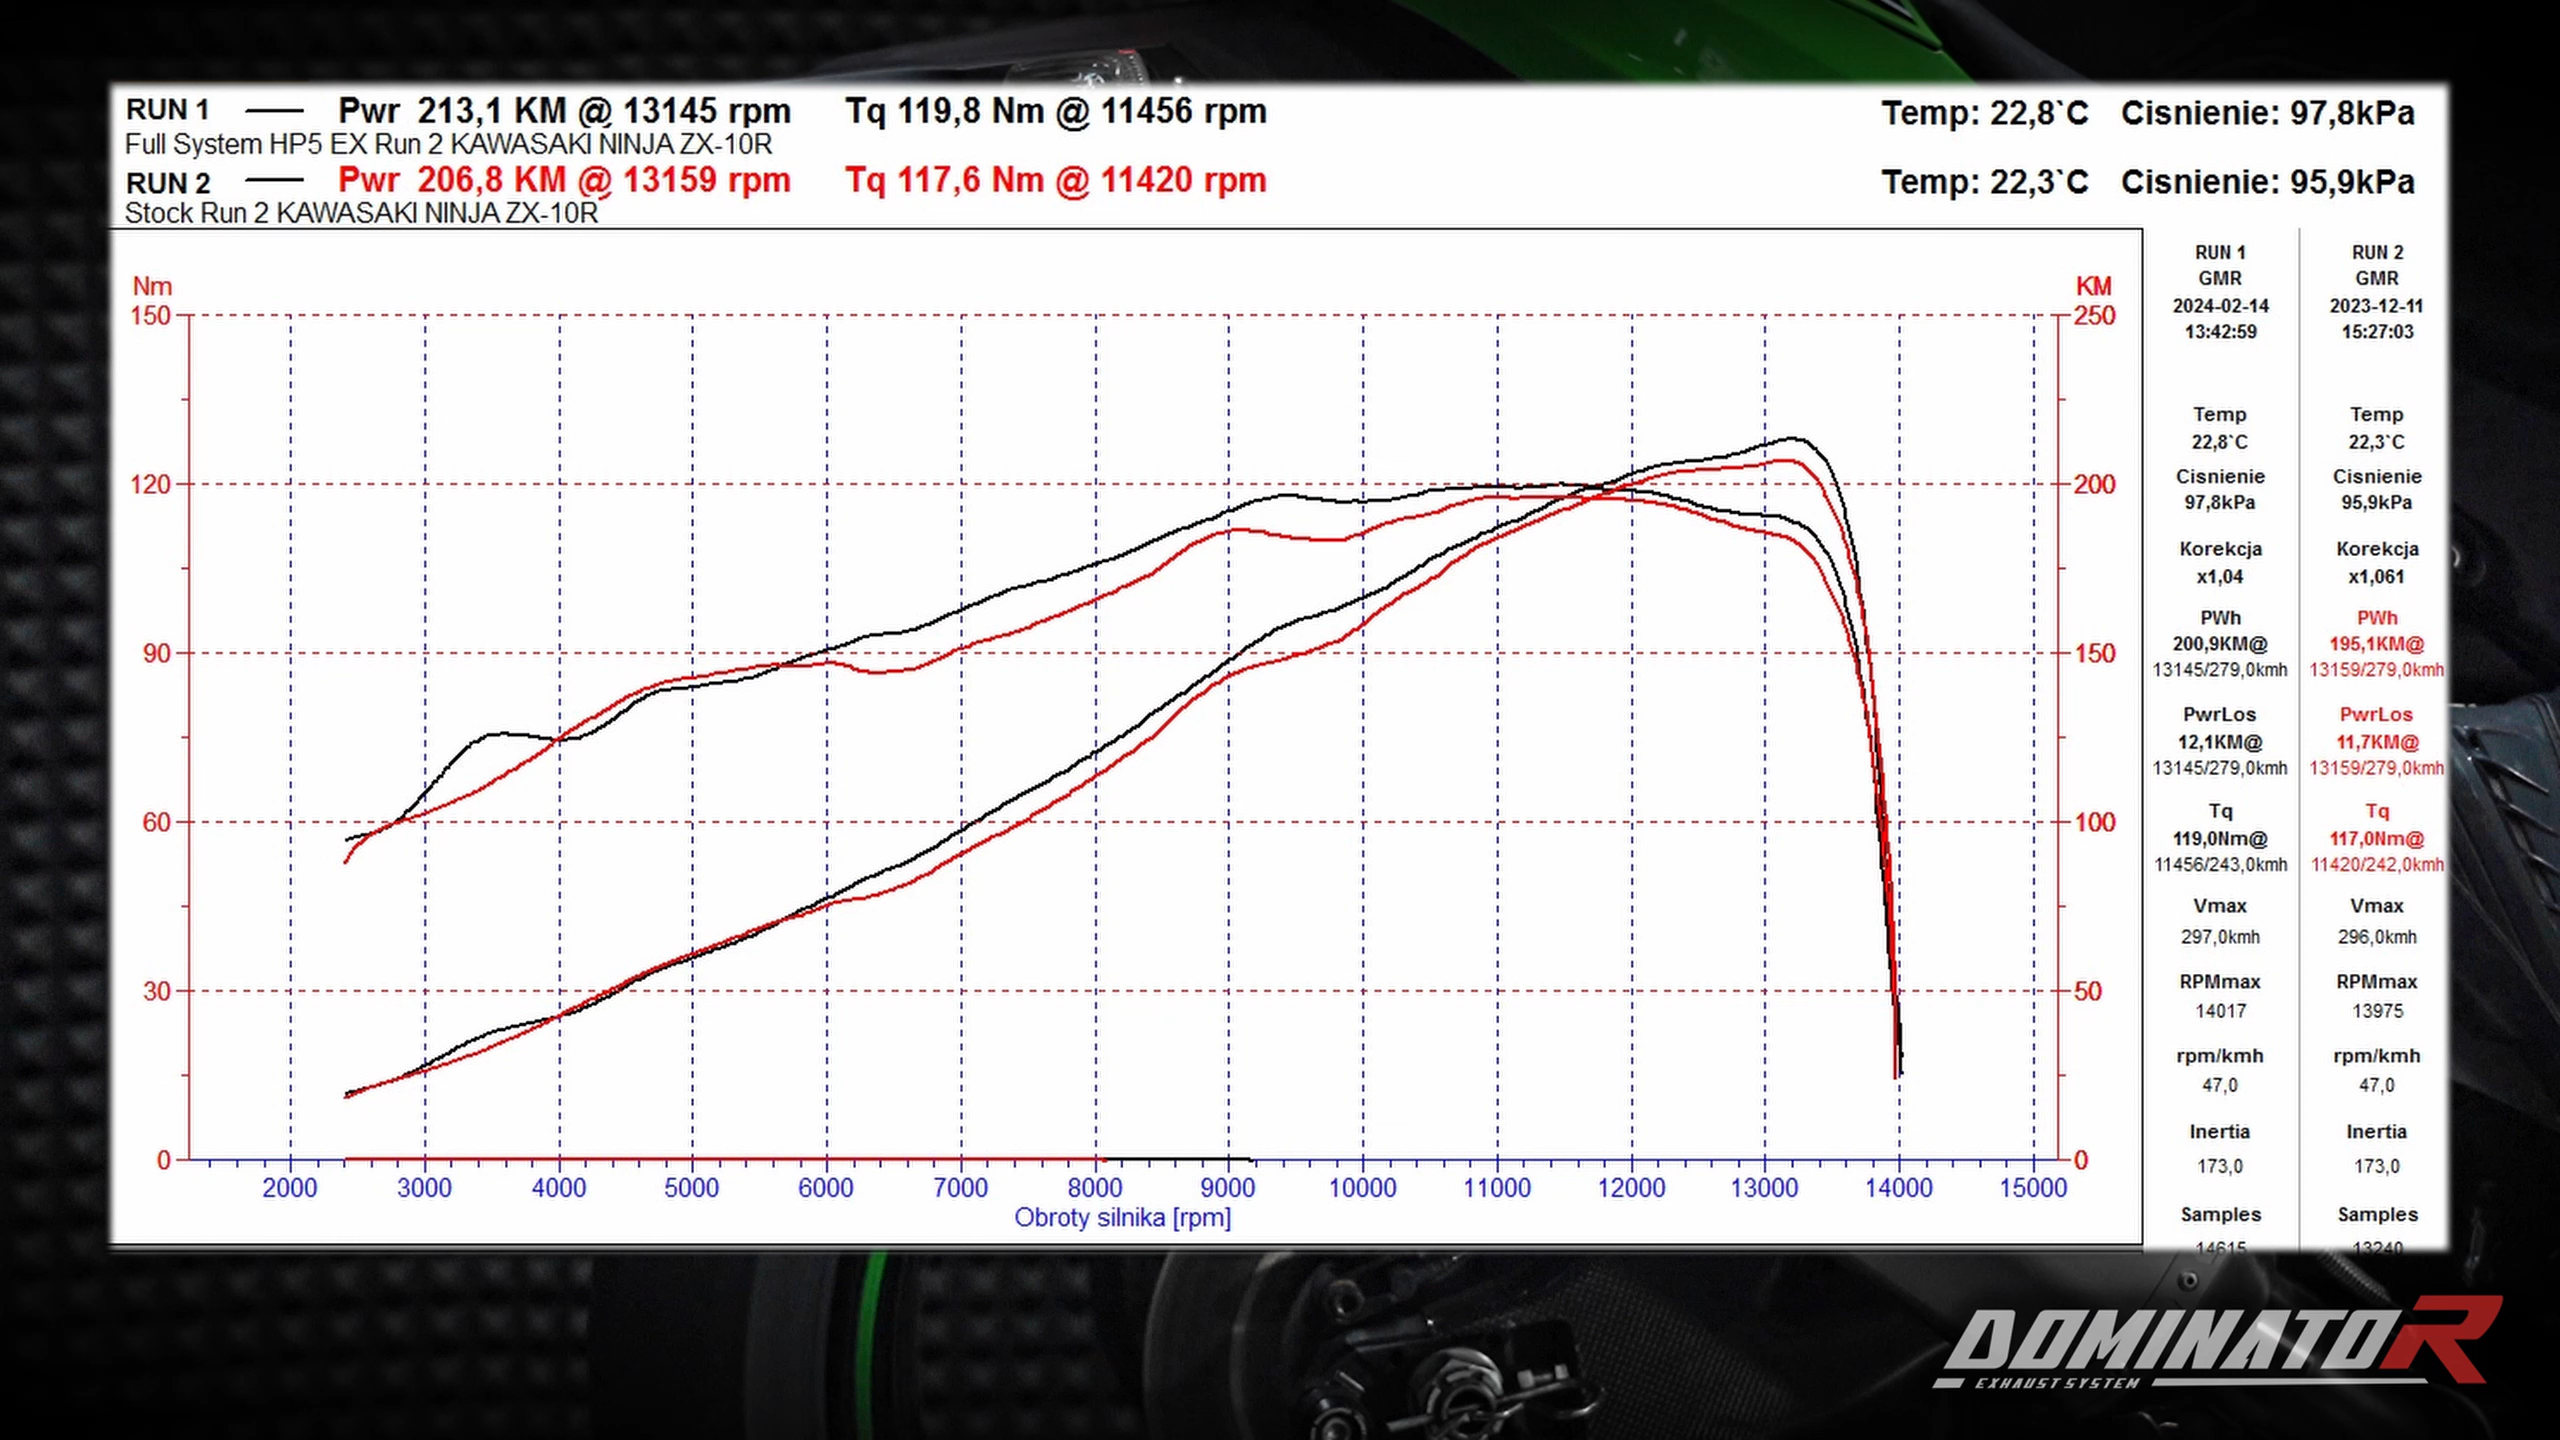 RUN 1 Pwr 213,1 KM @ 13145 rpm Tq 119,8 Nm @ 11456 rpm Temp: 22,8`C Cisnienie: 97,8kPa
Full System HP5 EX Run 2 KAWASAKI NINJA ZX-10R
RUN 2 Pwr 206,8 KM @ 13159 rpm Tq 117,6 Nm @ 11420 rpm Temp: 22,3`C Cisnienie: 95,9kPa
Stock Run 2 KAWASAKI NINJA ZX-10R
Nm
150
120
90
60
30
0
KM
250
200
150
100
50
0
2000 3000 4000 5000 6000 7000 8000 9000 10000 11000 12000 13000 14000 15000
Obroty silnika [rpm]
RUN 1
GMR
2024-02-14
13:42:59
Temp
22,8`C
Cisnienie
97,8kPa
Korekcja
x1,04
PWh
200,9KM@
13145/279,0kmh
PwrLos
12,1KM@
13145/279,0kmh
Tq
119,0Nm@
11456/243,0kmh
Vmax
297,0kmh
RPMmax
14017
rpm/kmh
47,0
Inertia
173,0
Samples
14615
RUN 2
GMR
2023-12-11
15:27:03
Temp
22,3`C
Cisnienie
95,9kPa
Korekcja
x1,061
PWh
195,1KM@
13159/279,0kmh
PwrLos
11,7KM@
13159/279,0kmh
Tq
117,0Nm@
11420/242,0kmh
Vmax
296,0kmh
RPMmax
13975
rpm/kmh
47,0
Inertia
173,0
Samples
13240
DOMINATOR
EXHAUST SYSTEM